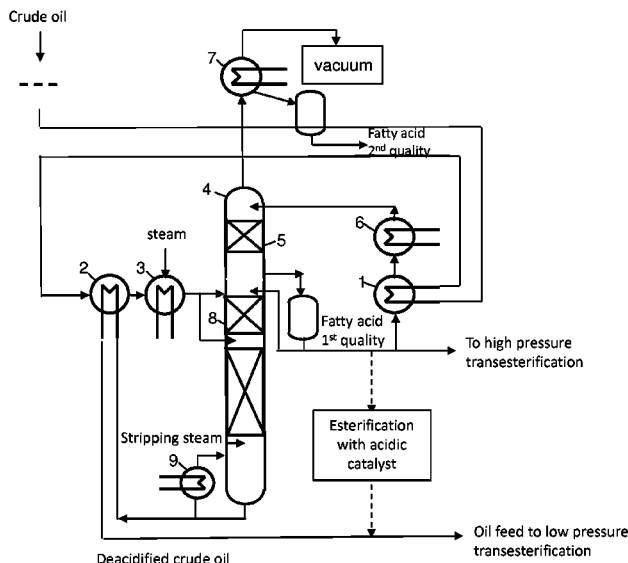 Crude oil
7
vacuum
Fatty acid
2nd quality
4
steam
5
6
2
3
1
8
Fatty acid
1st quality
To high pressure
transesterification
Esterification
with acidic
catalyst
Stripping steam
9
Oil feed to low pressure
transesterification
Deacidified crude oil